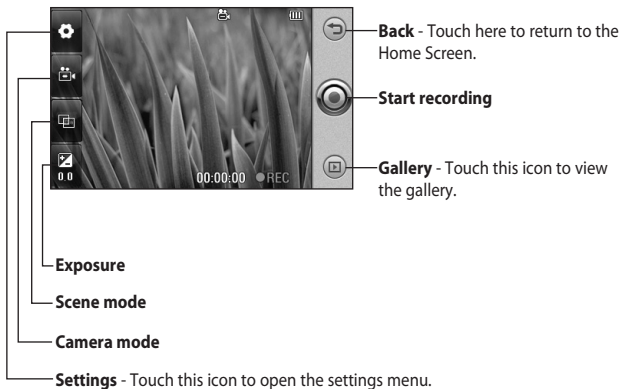 Back - Touch here to return to the
Home Screen.
Start recording
Gallery - Touch this icon to view
the gallery.
0.0
00:00:00 REC
Exposure
Scene mode
Camera mode
Settings - Touch this icon to open the settings menu.